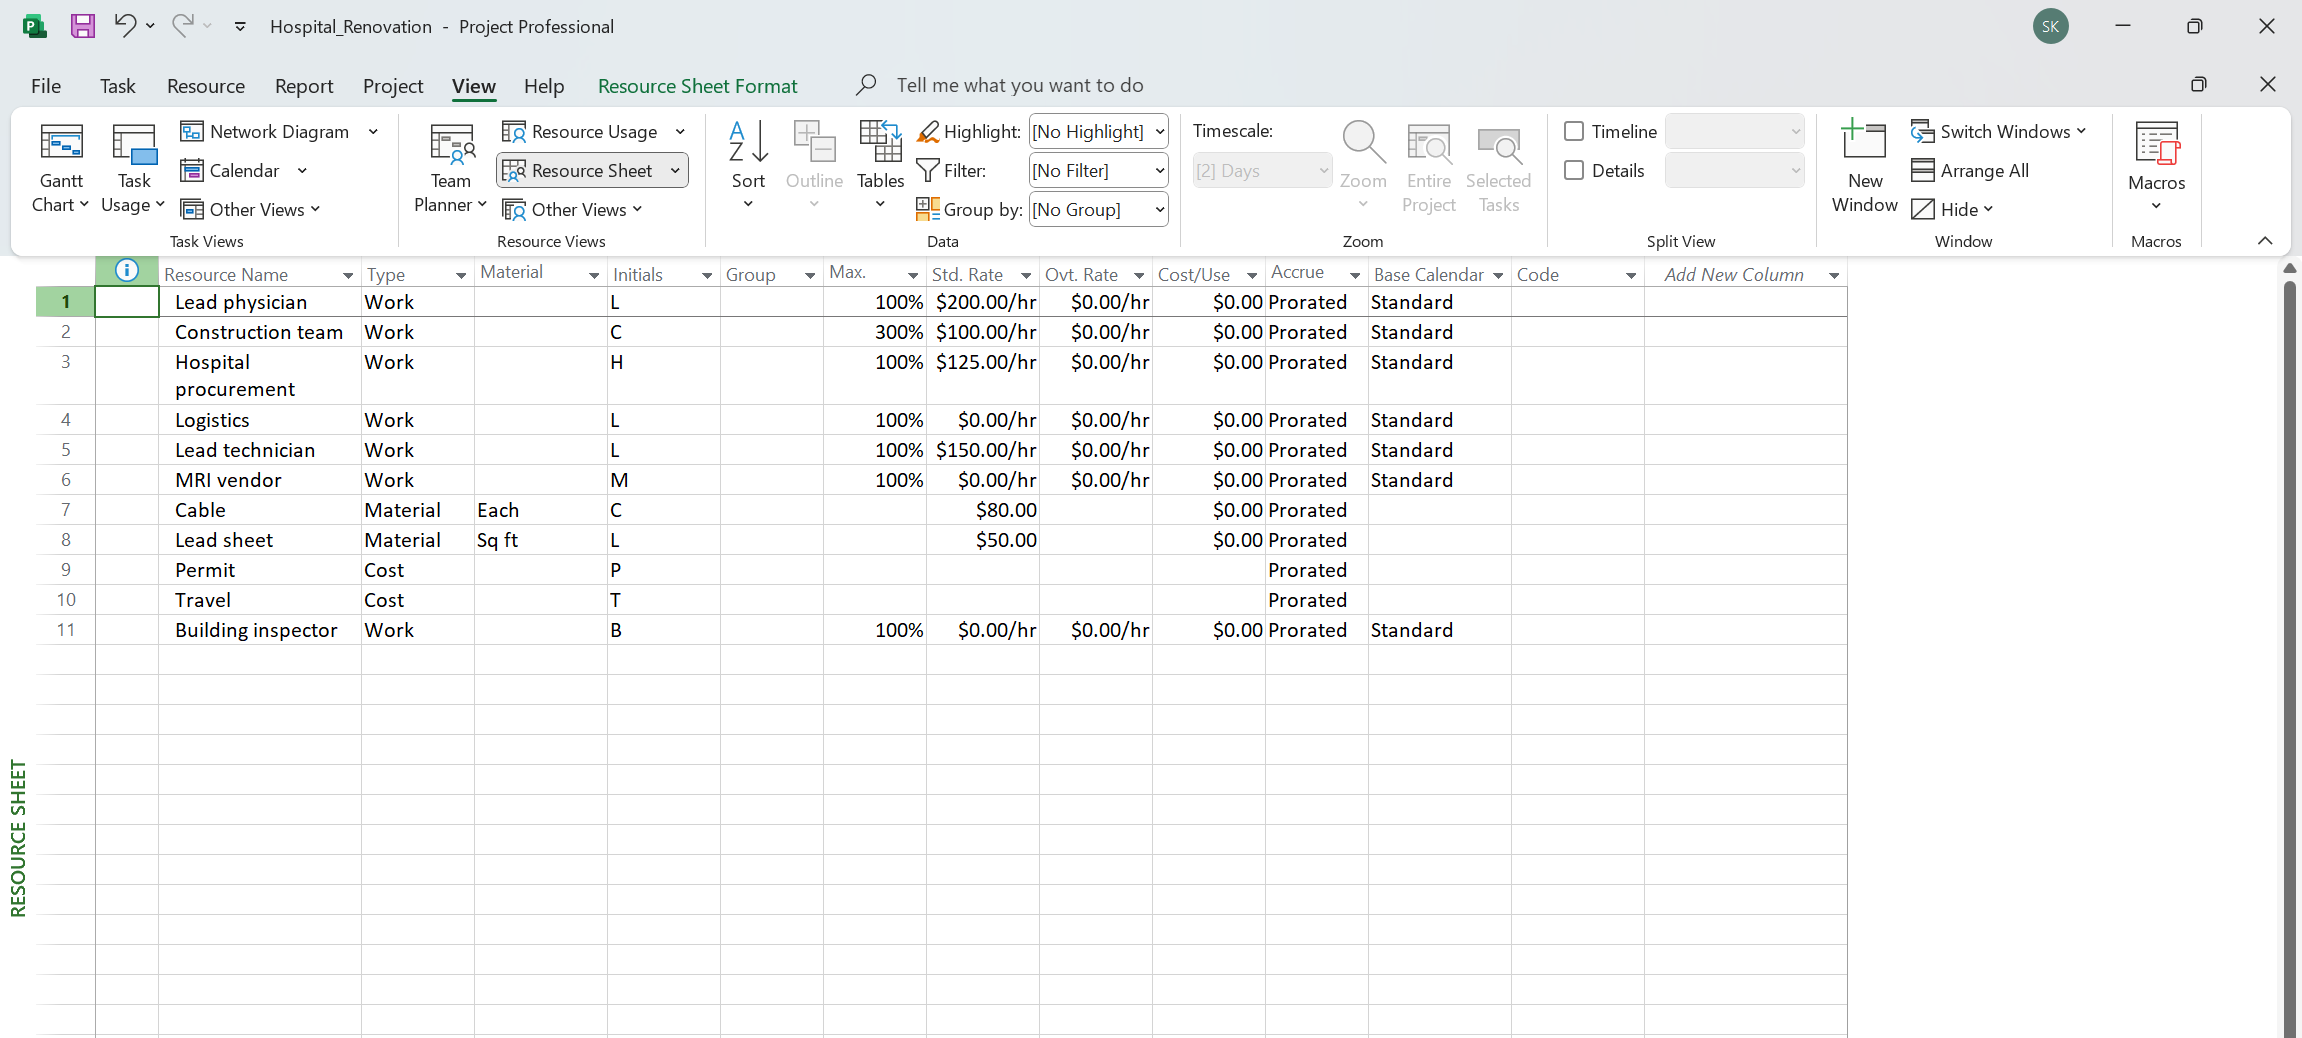 Hospital_Renovation - Project Professional
SK
File Task Resource Report Project View Help Resource Sheet Format Tell me what you want to do
Gantt Chart
Task Usage
Network Diagram
Calendar
Other Views
Task Views
Team Planner
Resource Usage
Resource Sheet
Other Views
Resource Views
Sort
Outline
Tables
Highlight: [No Highlight]
Filter: [No Filter]
Group by: [No Group]
Data
Timescale:
[2] Days
Zoom
Entire Project
Selected Tasks
Zoom
Timeline
Details
Split View
New Window
Switch Windows
Arrange All
Hide
Window
Macros
Macros
Resource Name Type Material Initials Group Max. Std. Rate Ovt. Rate Cost/Use Accrue Base Calendar Code Add New Column
1 Lead physician Work L 100% $200.00/hr $0.00/hr $0.00 Prorated Standard
2 Construction team Work C 300% $100.00/hr $0.00/hr $0.00 Prorated Standard
3 Hospital procurement Work H 100% $125.00/hr $0.00/hr $0.00 Prorated Standard
4 Logistics Work L 100% $0.00/hr $0.00/hr $0.00 Prorated Standard
5 Lead technician Work L 100% $150.00/hr $0.00/hr $0.00 Prorated Standard
6 MRI vendor Work M 100% $0.00/hr $0.00/hr $0.00 Prorated Standard
7 Cable Material Each C $80.00 $0.00 Prorated
8 Lead sheet Material Sq ft L $50.00 $0.00 Prorated
9 Permit Cost P Prorated
10 Travel Cost T Prorated
11 Building inspector Work B 100% $0.00/hr $0.00/hr $0.00 Prorated Standard
RESOURCE SHEET